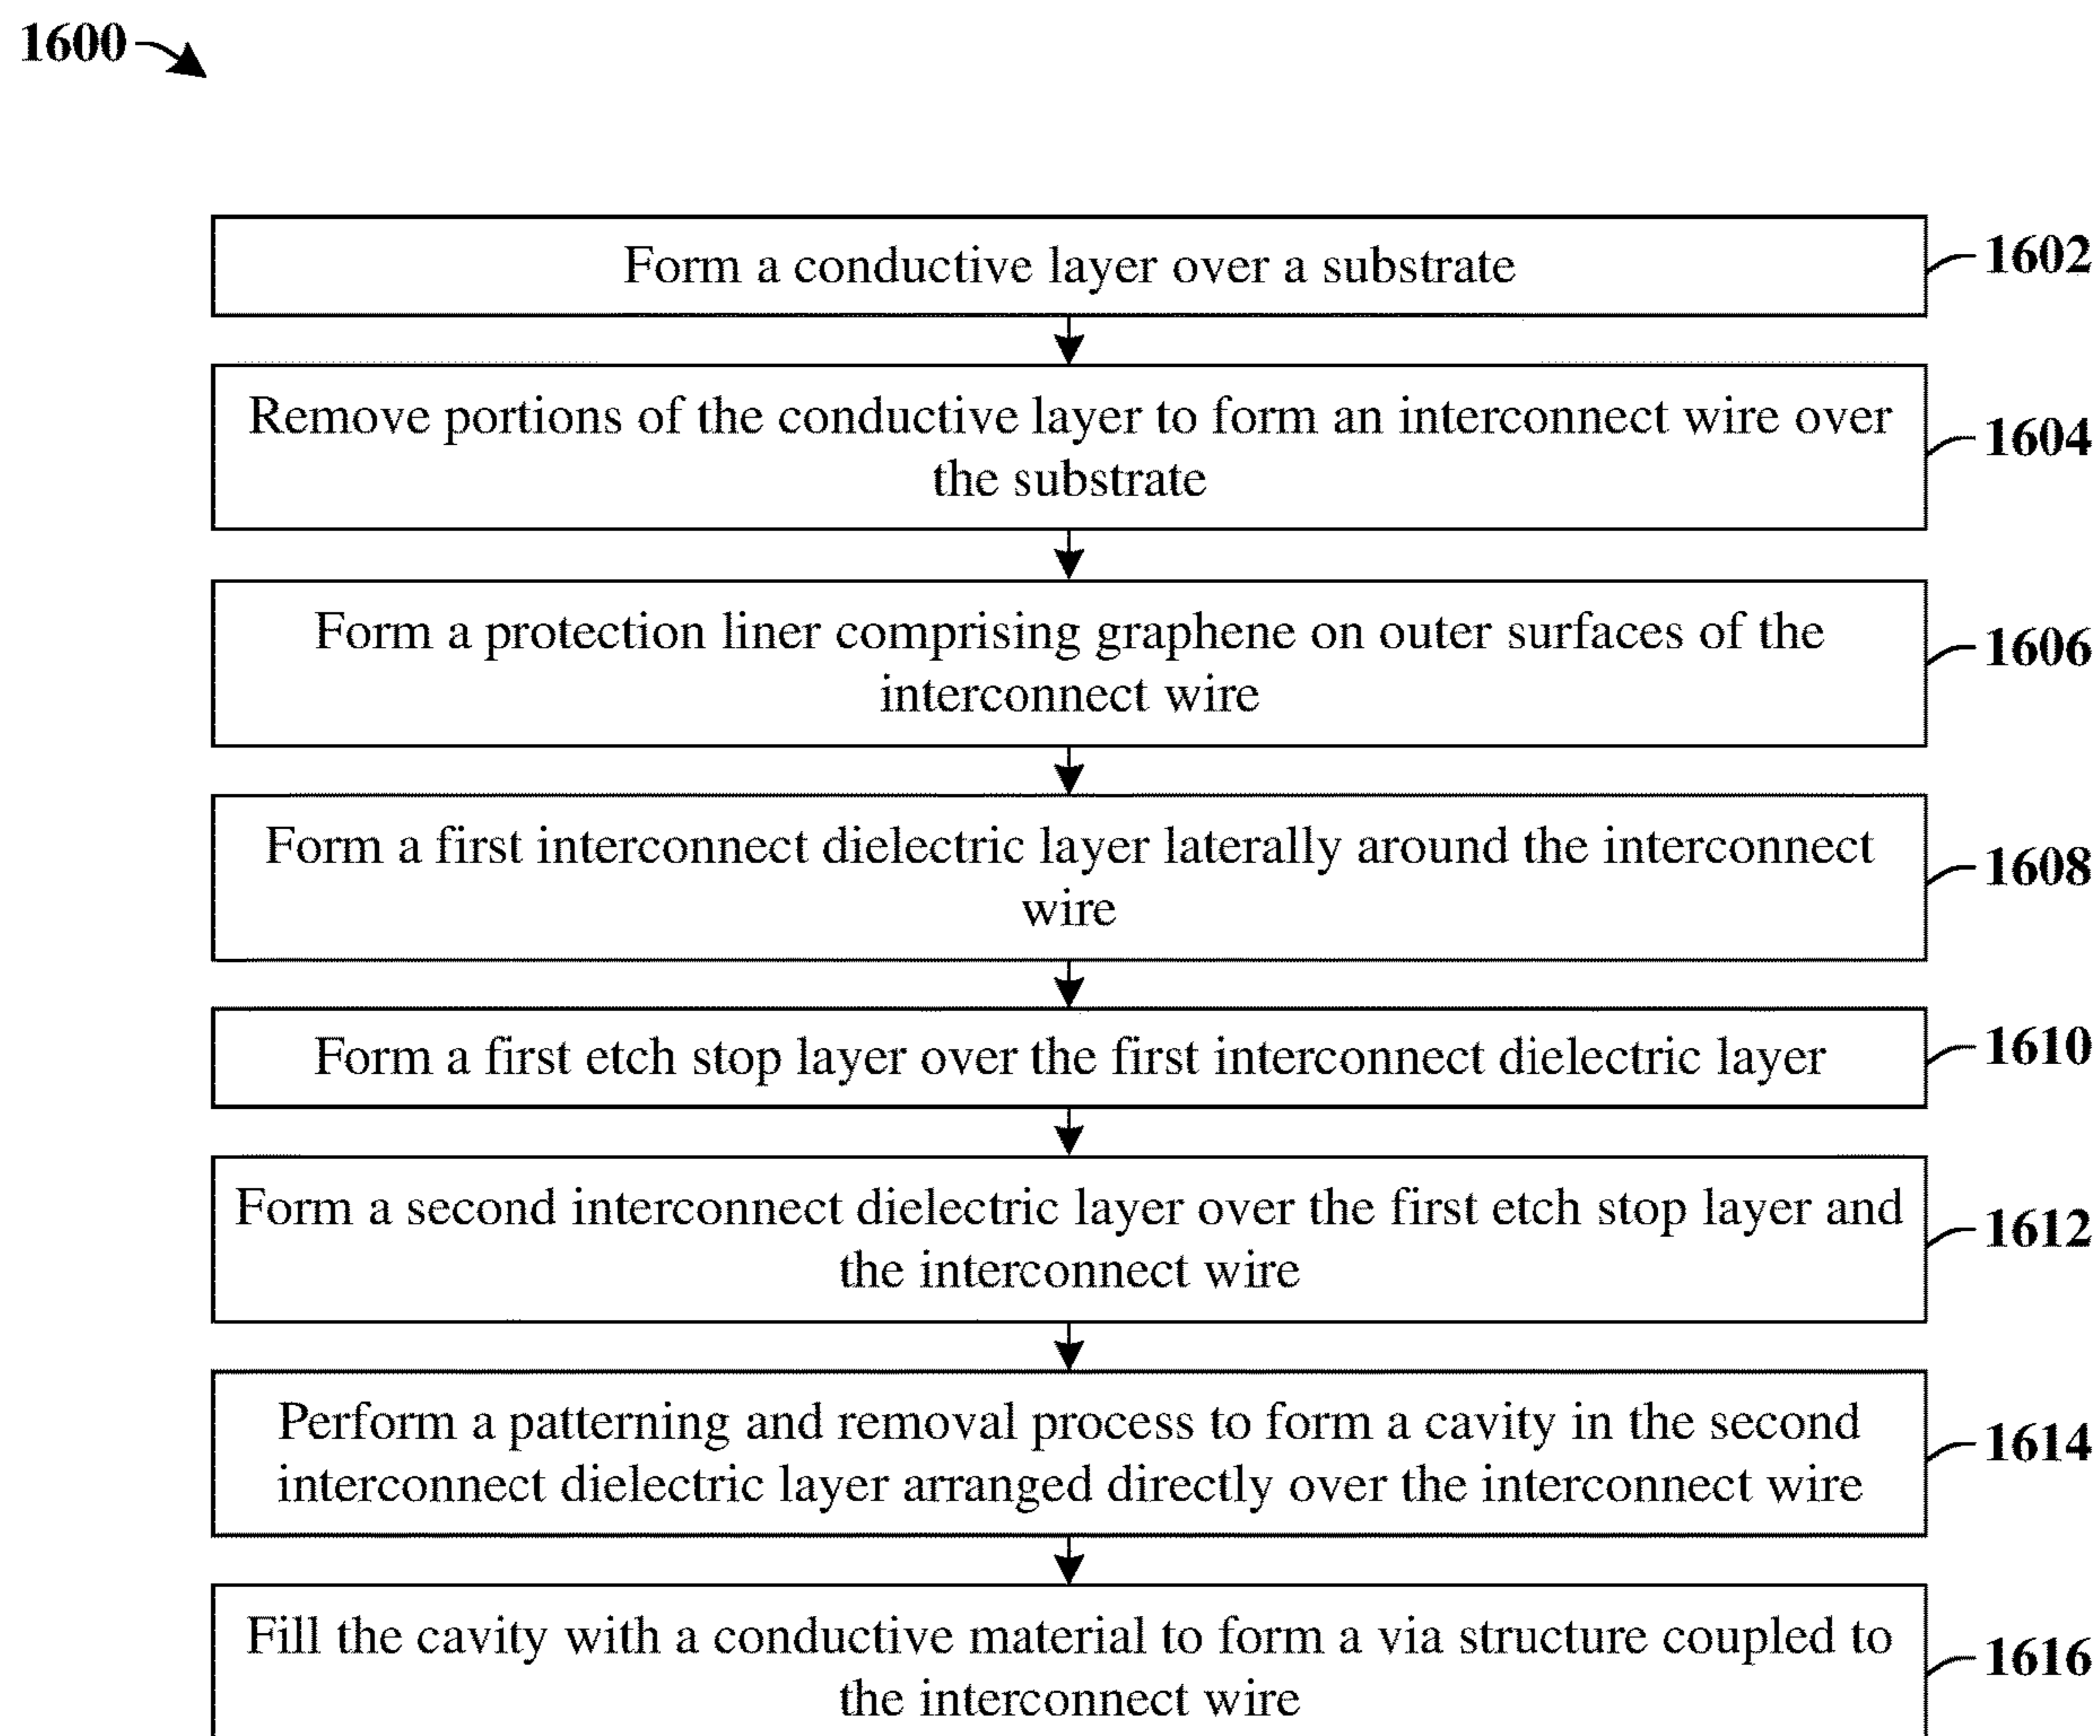 1600
Form a conductive layer over a substrate
1602
Remove portions of the conductive layer to form an interconnect wire over
the substrate
1604
Form a protection liner comprising graphene on outer surfaces of the
interconnect wire
1606
Form a first interconnect dielectric layer laterally around the interconnect
wire
1608
Form a first etch stop layer over the first interconnect dielectric layer
1610
Form a second interconnect dielectric layer over the first etch stop layer and
the interconnect wire
1612
Perform a patterning and removal process to form a cavity in the second
interconnect dielectric layer arranged directly over the interconnect wire
1614
Fill the cavity with a conductive material to form a via structure coupled to
the interconnect wire
1616